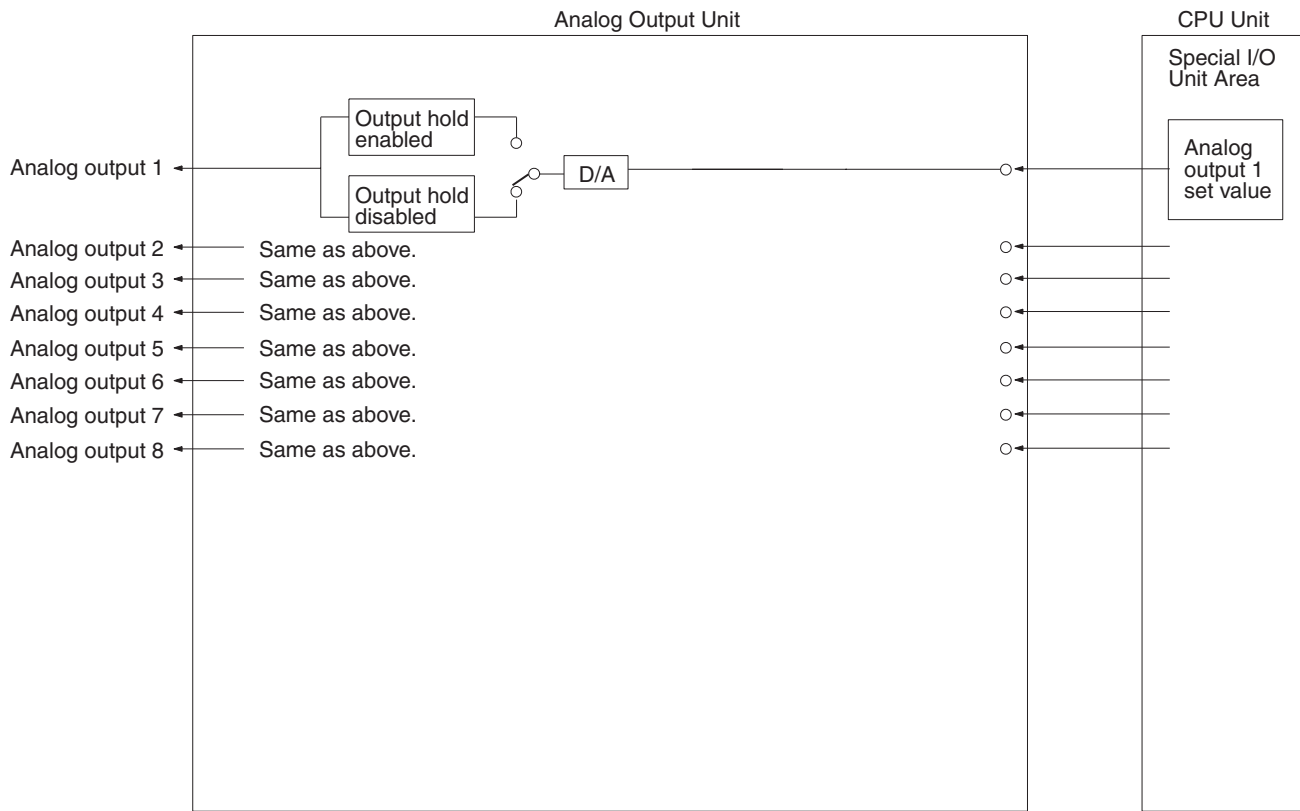 Analog Output Unit
CPU Unit
Special I/O
Unit Area
Output hold
enabled
Analog output 1
D/A
Analog
output 1
set value
Output hold
disabled
Analog output 2
Same as above.
Analog output 3
Same as above.
Analog output 4
Same as above.
Analog output 5
Same as above.
Analog output 6
Same as above.
Analog output 7
Same as above.
Analog output 8
Same as above.